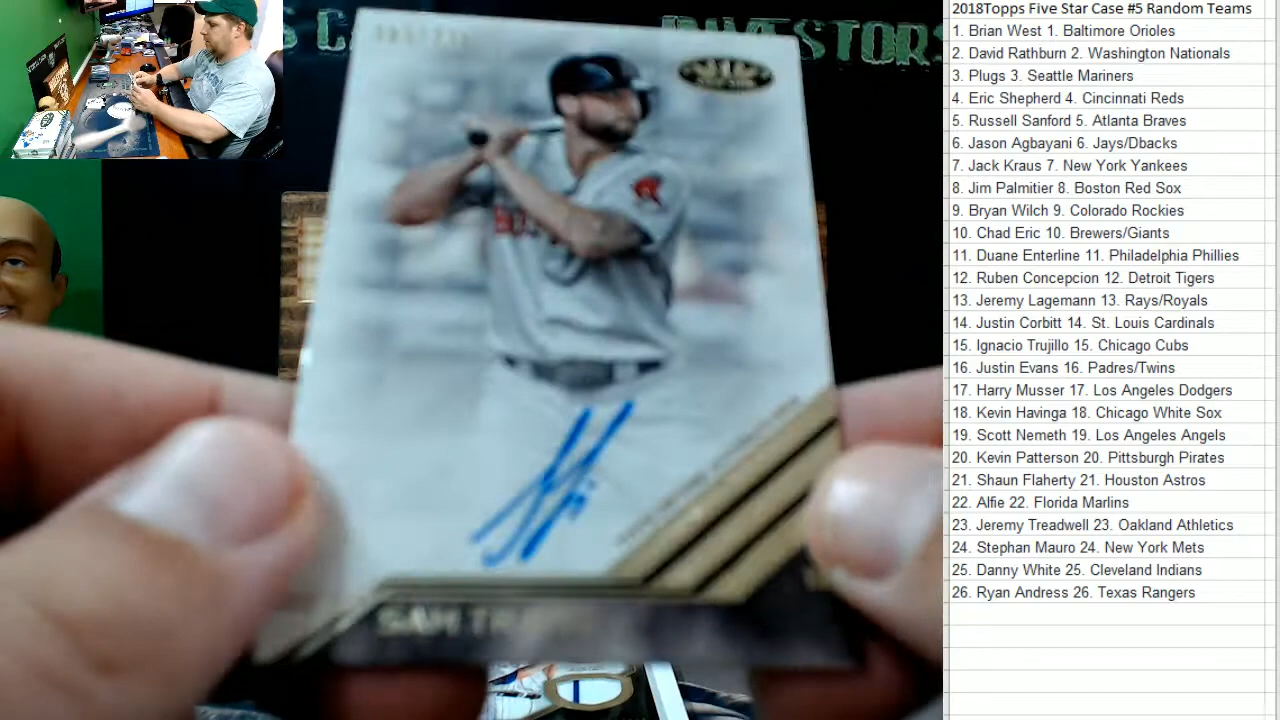 2018Topps Five Star Case #5 Random Teams
1. Brian West 1. Baltimore Orioles
2. David Rathburn 2. Washington Nationals
3. Plugs 3. Seattle Mariners
4. Eric Shepherd 4. Cincinnati Reds
5. Russell Sanford 5. Atlanta Braves
6. Jason Agbayani 6. Jays/Dbacks
7. Jack Kraus 7. New York Yankees
8. Jim Palmitier 8. Boston Red Sox
9. Bryan Wilch 9. Colorado Rockies
10. Chad Eric 10. Brewers/Giants
11. Duane Enterline 11. Philadelphia Phillies
12. Ruben Concepcion 12. Detroit Tigers
13. Jeremy Lagemann 13. Rays/Royals
14. Justin Corbitt 14. St. Louis Cardinals
15. Ignacio Trujillo 15. Chicago Cubs
16. Justin Evans 16. Padres/Twins
17. Harry Musser 17. Los Angeles Dodgers
18. Kevin Havinga 18. Chicago White Sox
19. Scott Nemeth 19. Los Angeles Angels
20. Kevin Patterson 20. Pittsburgh Pirates
21. Shaun Flaherty 21. Houston Astros
22. Alfie 22. Florida Marlins
23. Jeremy Treadwell 23. Oakland Athletics
24. Stephan Mauro 24. New York Mets
25. Danny White 25. Cleveland Indians
26. Ryan Andress 26. Texas Rangers